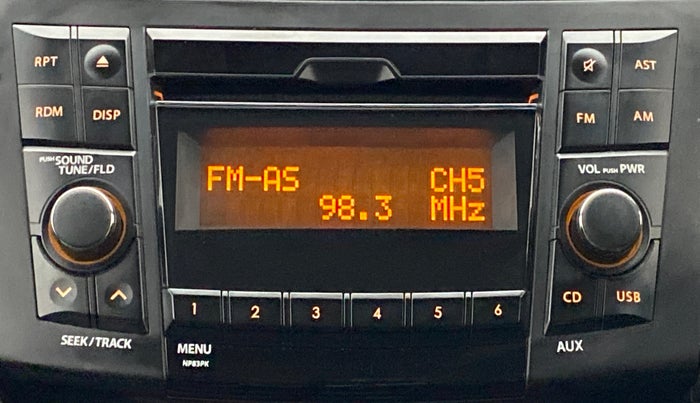 RPT
RDM
DISP
AST
FM
AM
PUSH SOUND
TUNE/FLD
VOL PUSH PWR
FM-AS CH5
98.3 MHz
1 2 3 4 5 6
CD
USB
SEEK/TRACK
MENU
NP83PK
AUX